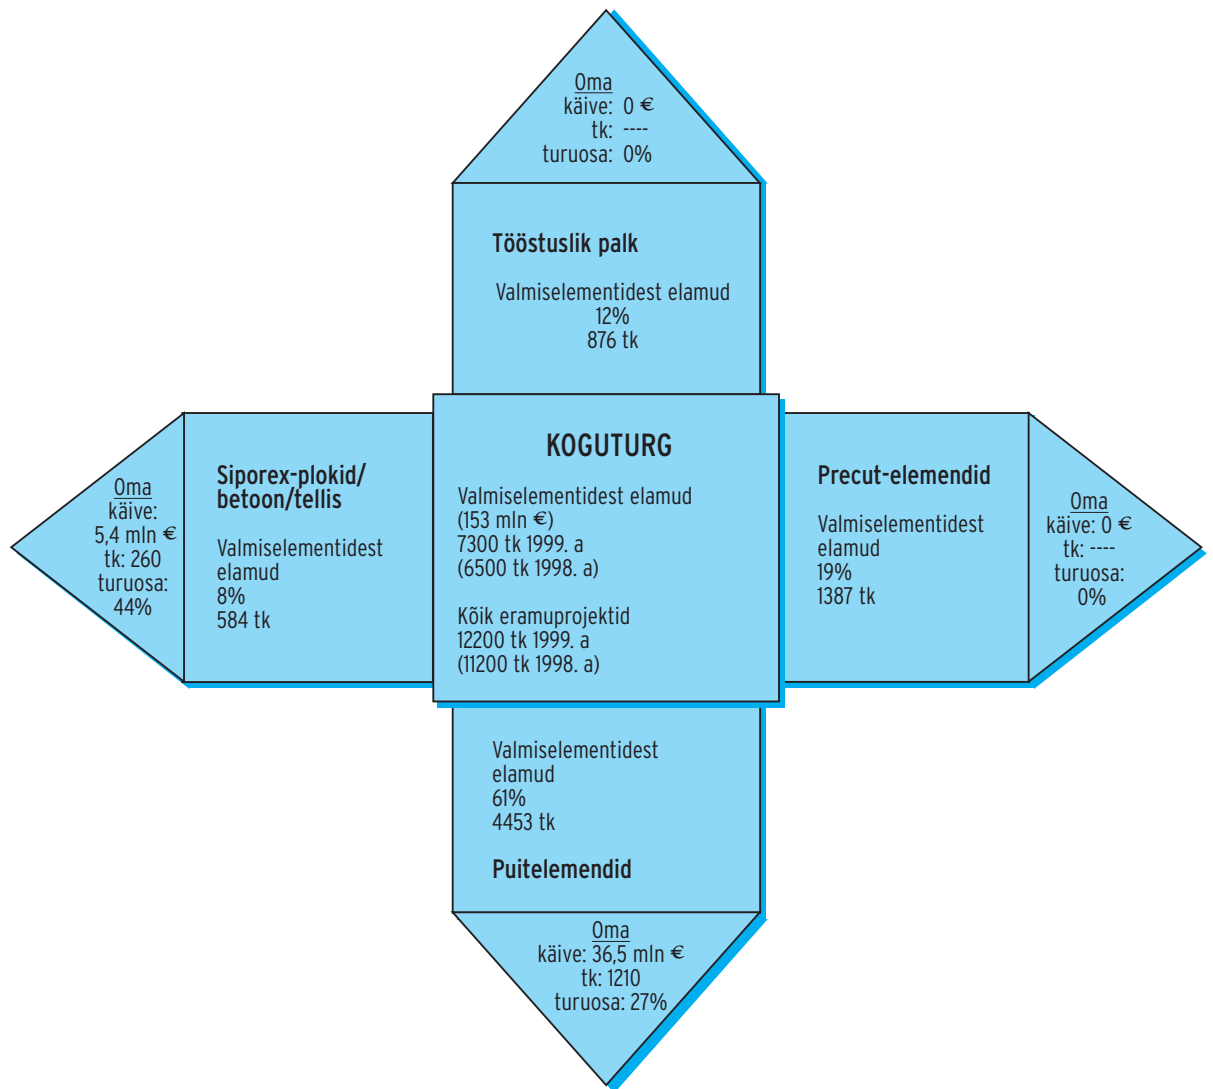 Oma
käive: 0 €
tk: ----
turuosa: 0%
Tööstuslik palk
Valmiselementidest elamud
12%
876 tk
Oma
käive:
5,4 mln €
tk: 260
turuosa:
44%
Siporex-plokid/
betoon/tellis
Valmiselementidest
elamud
8%
584 tk
KOGUTURG
Valmiselementidest elamud
(153 mln €)
7300 tk 1999. a
(6500 tk 1998. a)
Kõik eramuprojektid
12200 tk 1999. a
(11200 tk 1998. a)
Precut-elemendid
Valmiselementidest
elamud
19%
1387 tk
Oma
käive: 0 €
tk: ----
turuosa:
0%
Valmiselementidest
elamud
61%
4453 tk
Puitelemendid
Oma
käive: 36,5 mln €
tk: 1210
turuosa: 27%